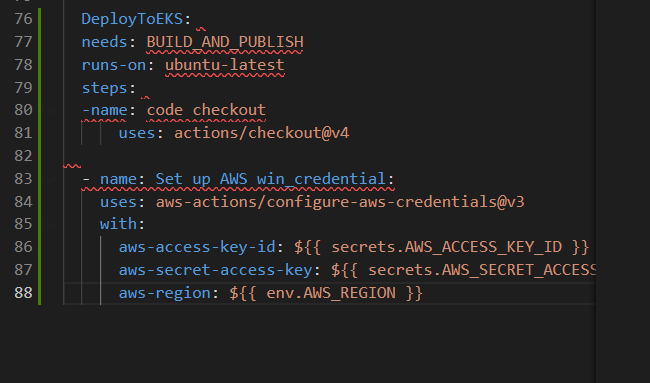 76 DeployToEKS:
77 needs: BUILD_AND_PUBLISH
78 runs-on: ubuntu-latest
79 steps:
80 -name: code checkout
81 uses: actions/checkout@v4
82
83 - name: Set up AWS win_credential:
84 uses: aws-actions/configure-aws-credentials@v3
85 with:
86 aws-access-key-id: ${{ secrets.AWS_ACCESS_KEY_ID }}
87 aws-secret-access-key: ${{ secrets.AWS_SECRET_ACCESS
88 aws-region: ${{ env.AWS_REGION }}